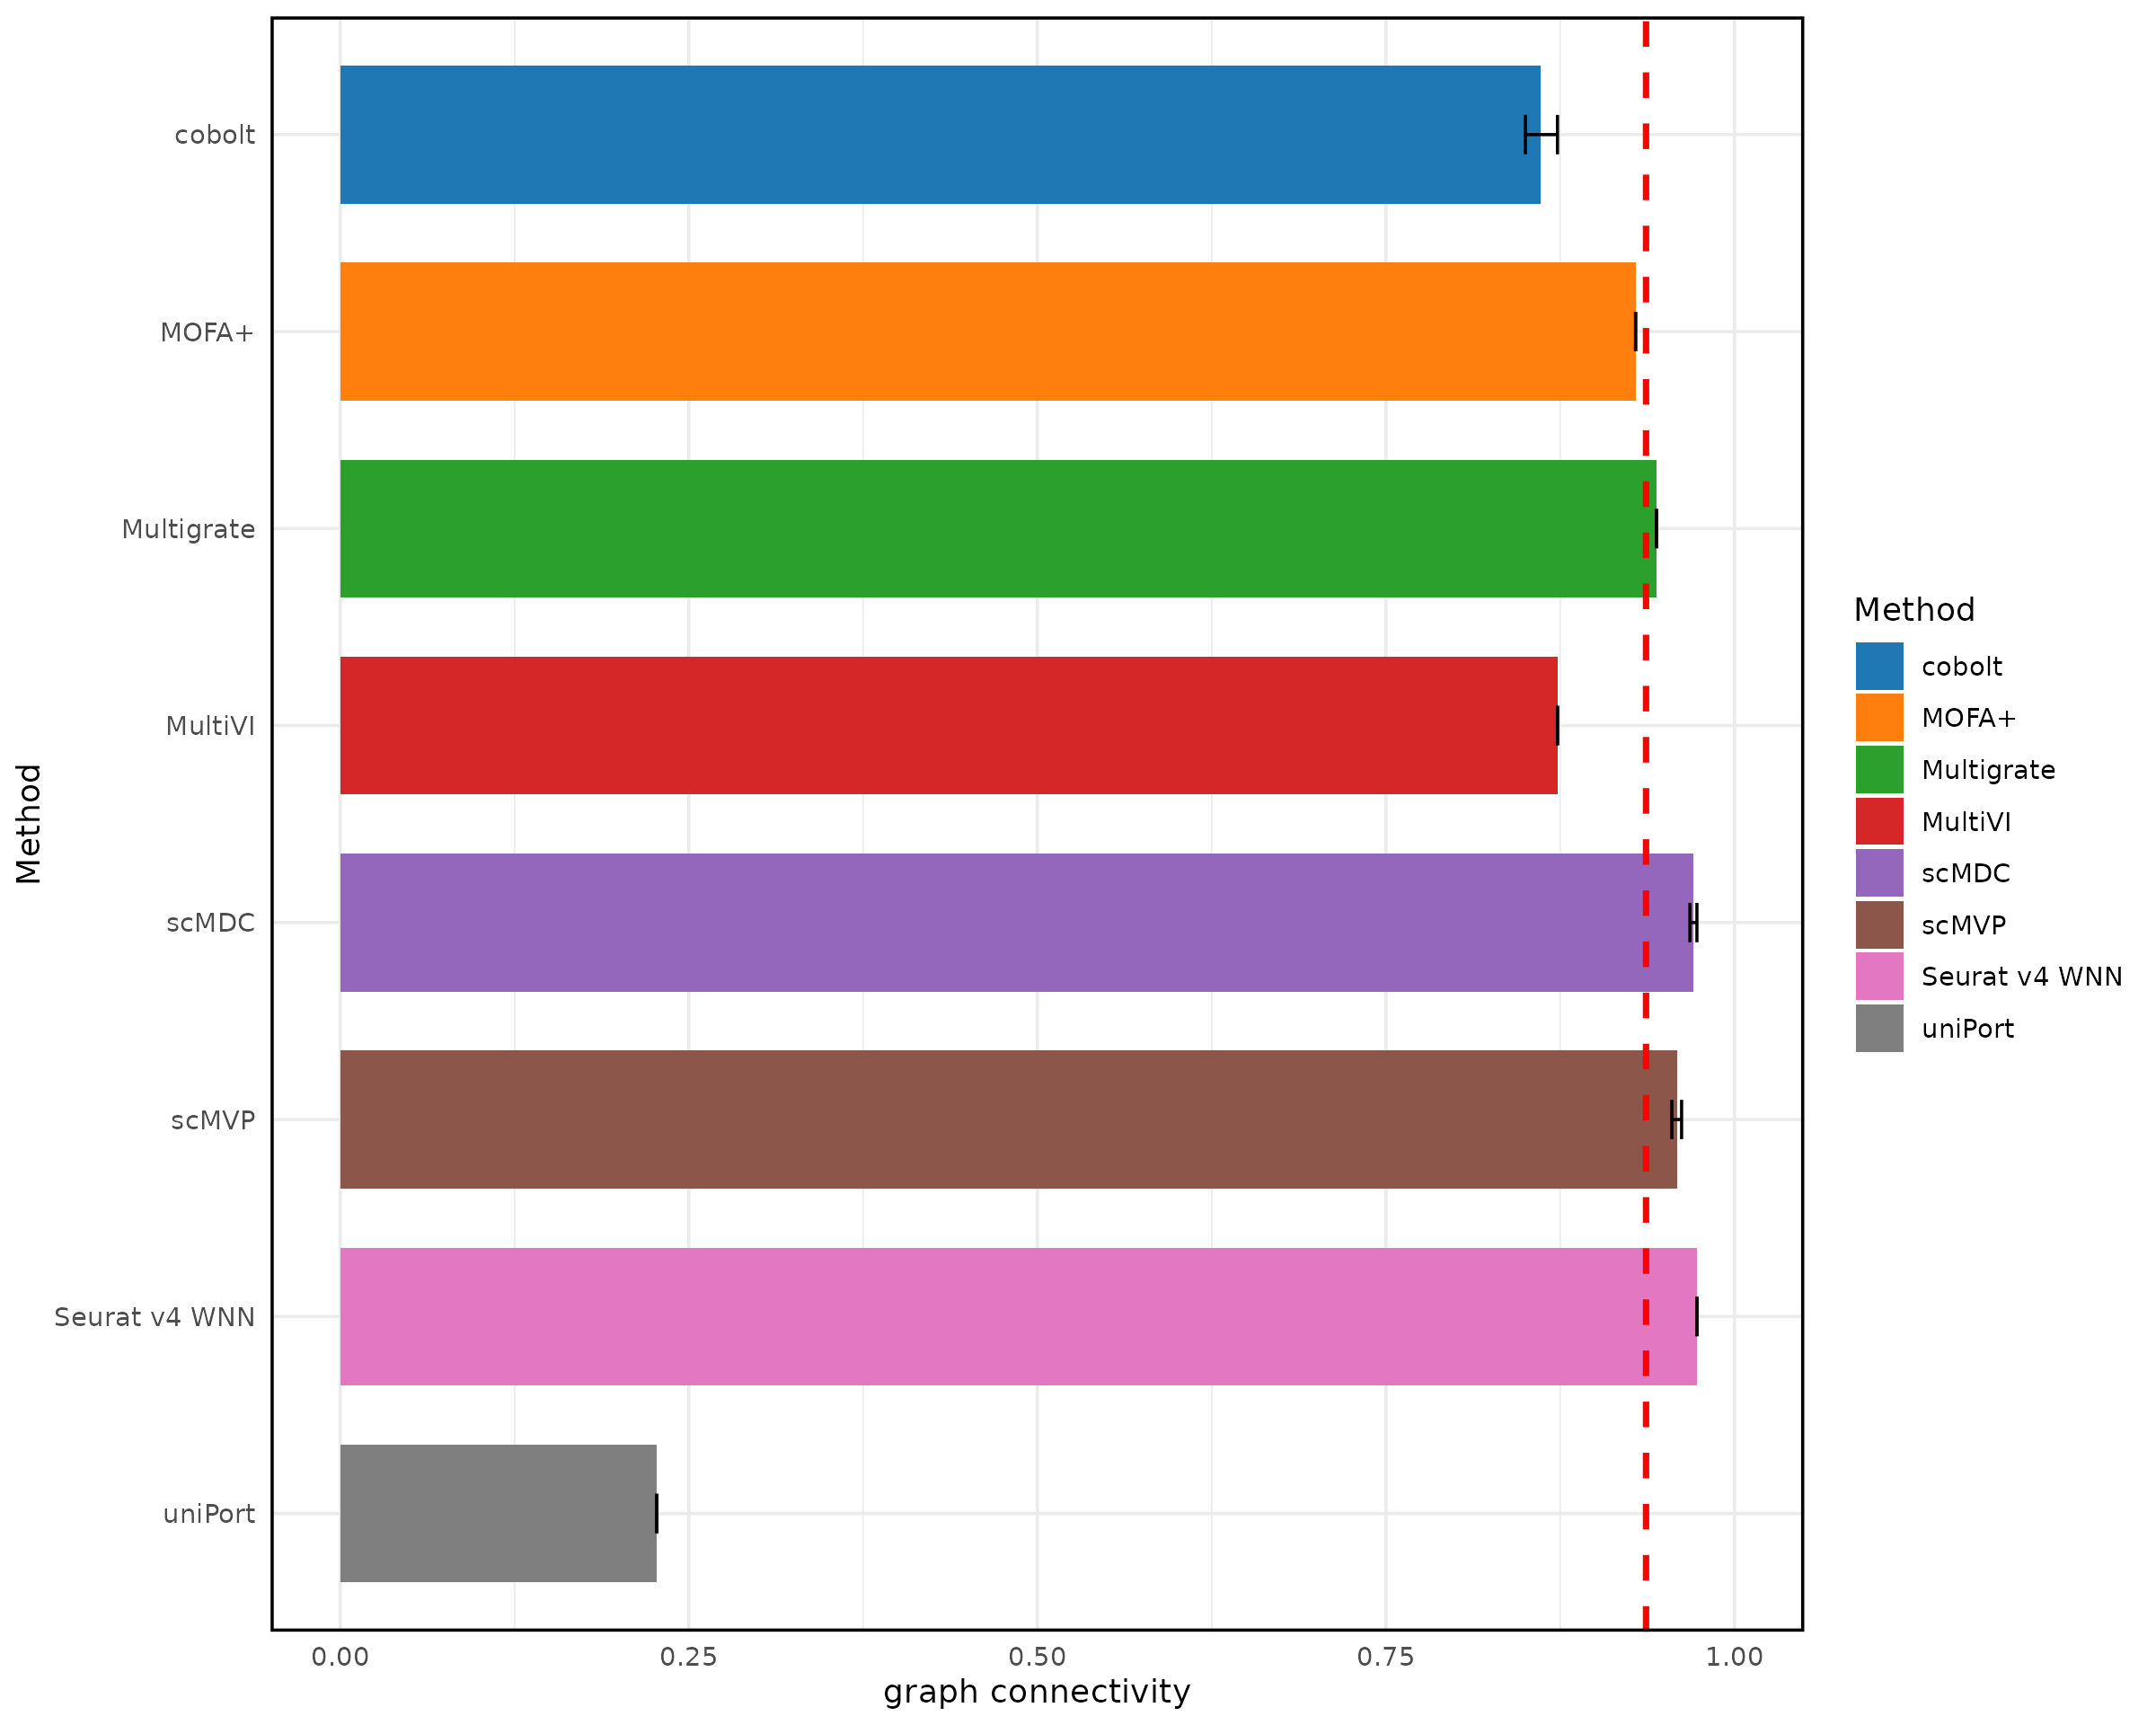 cobolt
MOFA+
Multigrate
MultiVI
scMDC
scMVP
Seurat v4 WNN
uniPort
Method
0.00
0.25
0.50
0.75
1.00
graph connectivity
Method
cobolt
MOFA+
Multigrate
MultiVI
scMDC
scMVP
Seurat v4 WNN
uniPort